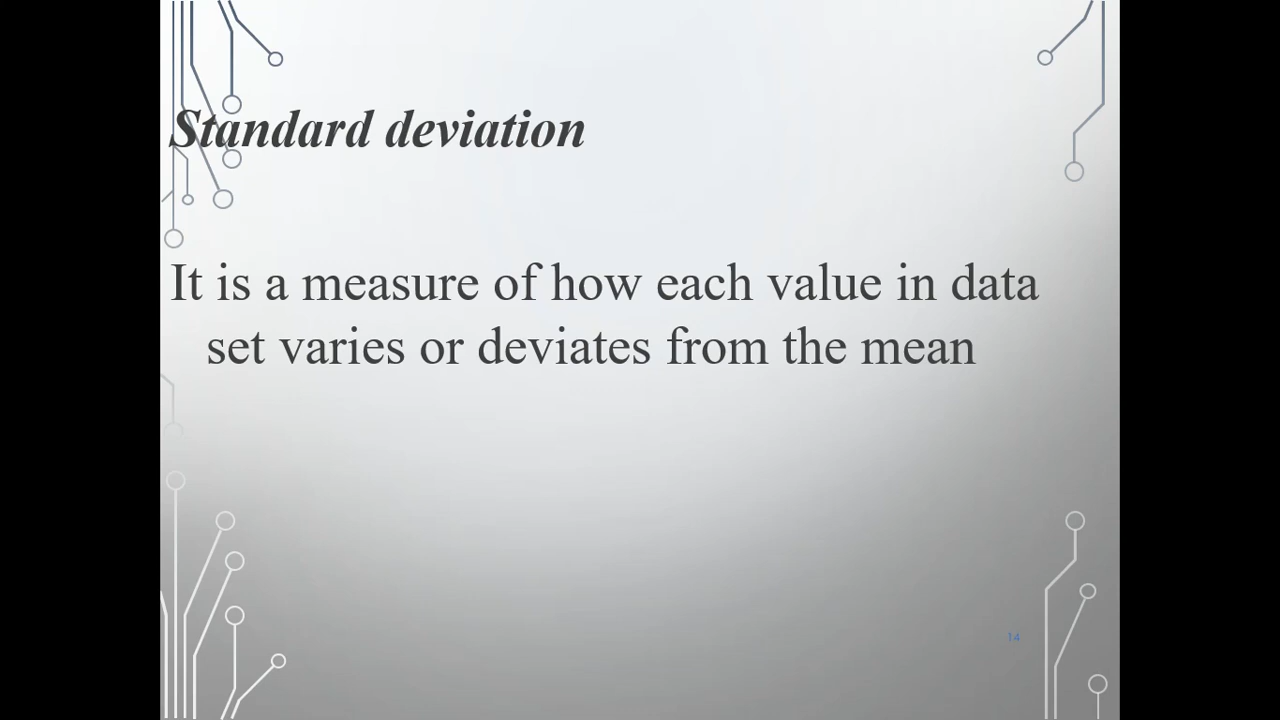 Standard deviation
It is a measure of how each value in data
set varies or deviates from the mean
14